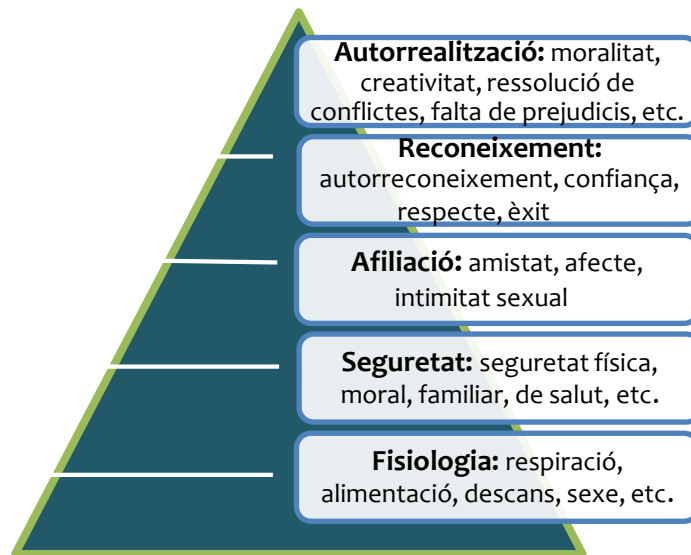 Autorrealització: moralitat,
creativitat, ressolució de
conflictes, falta de prejudicis, etc.
Reconeixement:
autorreconeixement, confiança,
respecte, èxit
Afiliació: amistat, afecte,
intimitat sexual
Seguretat: seguretat física,
moral, familiar, de salut, etc.
Fisiologia: respiració,
alimentació, descans, sexe, etc.